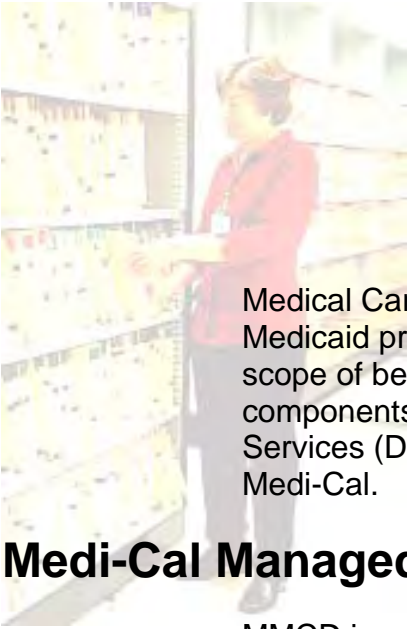 Medical Car
Medicaid pr
scope of be
components
Services (D
Medi-Cal.
Medi-Cal Managed